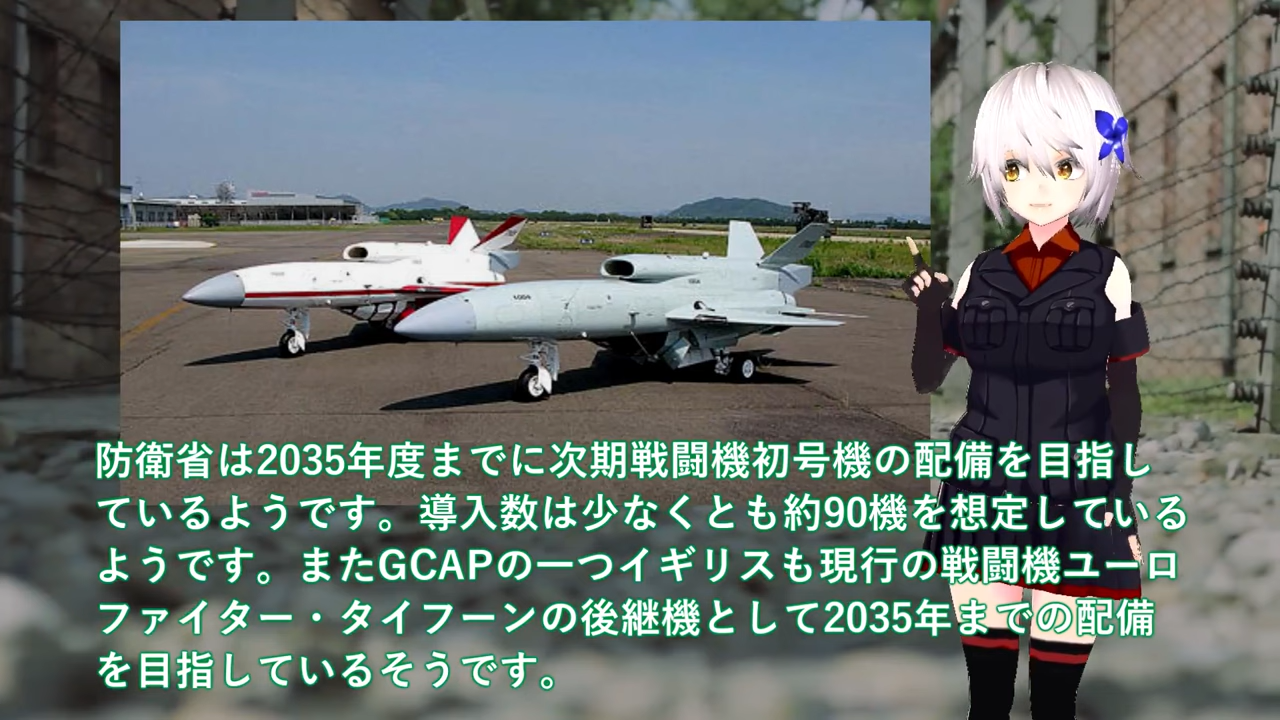 防衛省は2035年度までに次期戦闘機初号機の配備を目指し
ているようです。導入数は少なくとも約90機を想定している
ようです。またGCAPの一つイギリスも現行の戦闘機ユーロ
ファイター・タイフーンの後継機として2035年までの配備
を目指しているそうです。